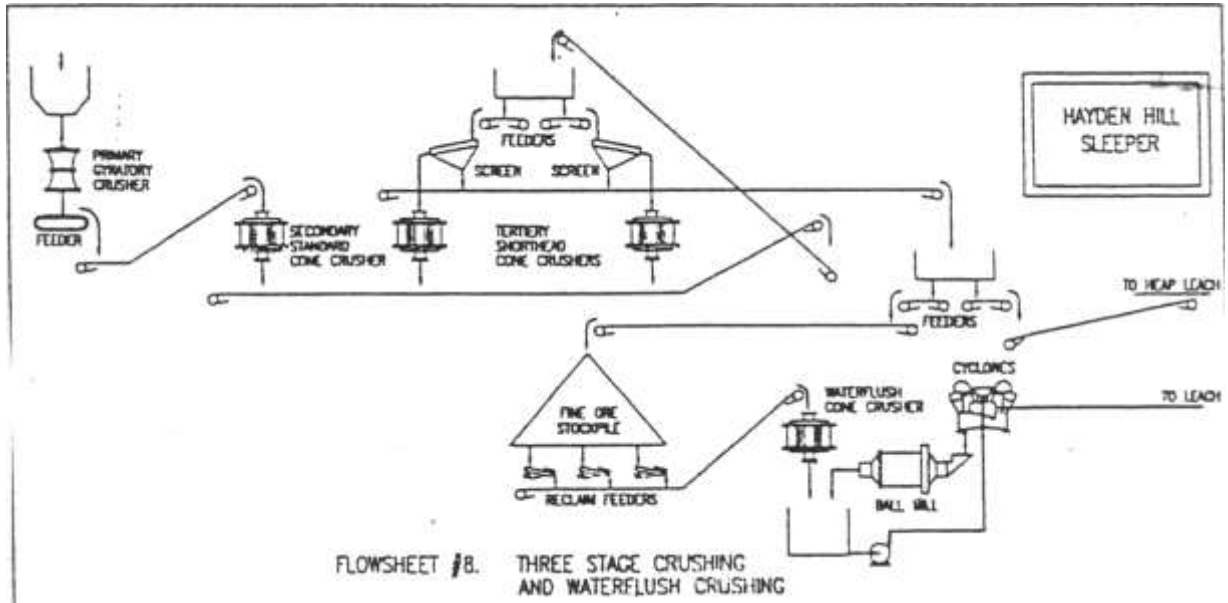 HAYDEN HILL
SLEEPER
PRIMARY
GYRATORY
CRUSHER
FEEDER
FEEDERS
SCREEN
SCREEN
SECONDARY
STANDARD
CONE CRUSHER
TERTIERY
SHORTHEAD
CONE CRUSHERS
FEEDERS
TO HEAP LEACH
CYCLONES
TO LEACH
WATERFLUSH
CONE CRUSHER
FINE ORE
STOCKPILE
RECLAIM FEEDERS
BALL MILL
FLOWSHEET #8. THREE STAGE CRUSHING
AND WATERFLUSH CRUSHING